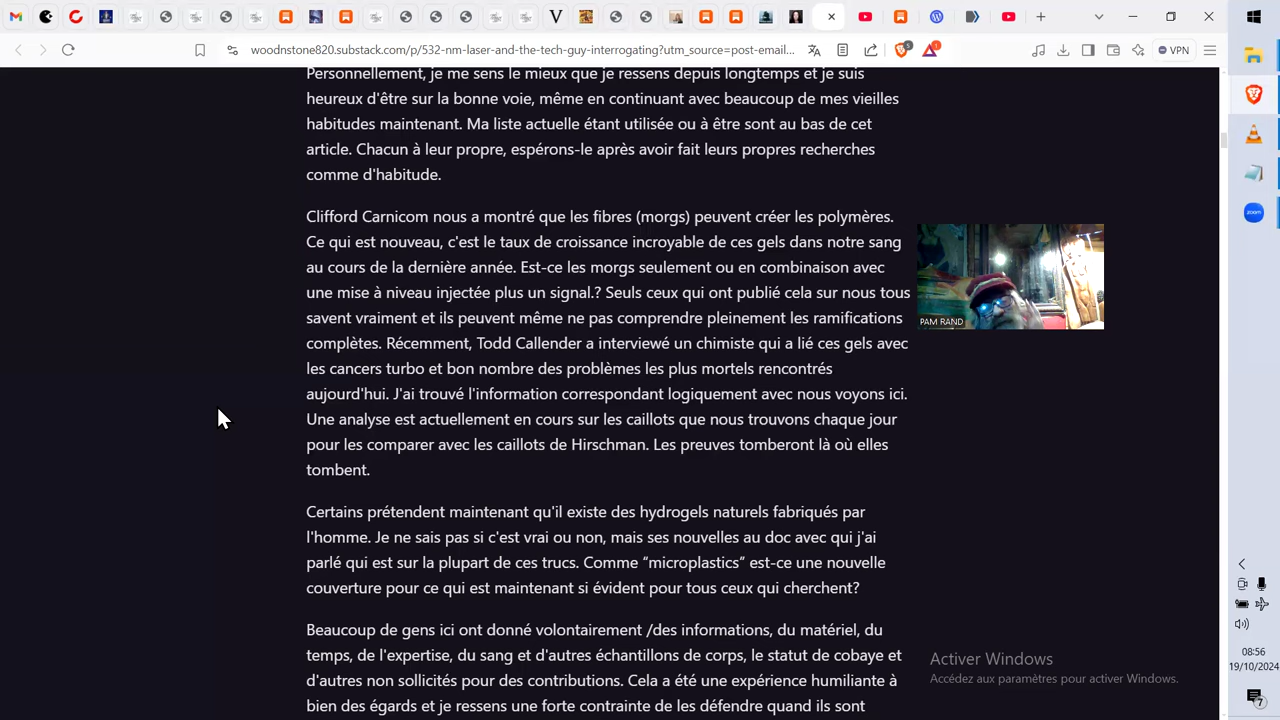 woodnstone820.substack.com/p/532-nm-laser-and-the-tech-guy-interrogating?utm_source=post-email...
VPN
Personnellement, je me sens le mieux que je ressens depuis longtemps et je suis
heureux d'être sur la bonne voie, même en continuant avec beaucoup de mes vieilles
habitudes maintenant. Ma liste actuelle étant utilisée ou à être sont au bas de cet
article. Chacun à leur propre, espérons-le après avoir fait leurs propres recherches
comme d'habitude.
Clifford Carnicom nous a montré que les fibres (morgs) peuvent créer les polymères.
Ce qui est nouveau, c'est le taux de croissance incroyable de ces gels dans notre sang
au cours de la dernière année. Est-ce les morgs seulement ou en combinaison avec
une mise à niveau injectée plus un signal.? Seuls ceux qui ont publié cela sur nous tous
savent vraiment et ils peuvent même ne pas comprendre pleinement les ramifications
complètes. Récemment, Todd Callender a interviewé un chimiste qui a lié ces gels avec
les cancers turbo et bon nombre des problèmes les plus mortels rencontrés
aujourd'hui. J'ai trouvé l'information correspondant logiquement avec nous voyons ici.
Une analyse est actuellement en cours sur les caillots que nous trouvons chaque jour
pour les comparer avec les caillots de Hirschman. Les preuves tomberont là où elles
tombent.
Certains prétendent maintenant qu'il existe des hydrogels naturels fabriqués par
l'homme. Je ne sais pas si c'est vrai ou non, mais ses nouvelles au doc avec qui j'ai
parlé qui est sur la plupart de ces trucs. Comme “microplastics” est-ce une nouvelle
couverture pour ce qui est maintenant si évident pour tous ceux qui cherchent?
Beaucoup de gens ici ont donné volontairement /des informations, du matériel, du
temps, de l'expertise, du sang et d'autres échantillons de corps, le statut de cobaye et
d'autres non sollicités pour des contributions. Cela a été une expérience humiliante à
bien des égards et je ressens une forte contrainte de les défendre quand ils sont
PAM RAND
Activer Windows
Accédez aux paramètres pour activer Windows.
zoom
08:56
19/10/2024
7